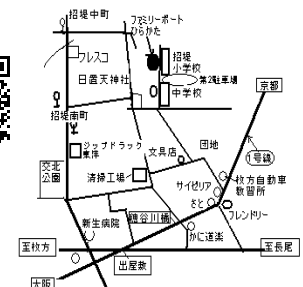 招堤中町
ファミリーポート
ひらかた
フレスコ
招堤
小学校
日置天神社
第2駐車場
中学校
京都
招堤南町
ジップドラッグ
東岸
文具店
団地
1号線
交北
公園
清掃工場
サイゼリア
枚方自動車
教習所
さと
フレンドリー
新生病院
穂谷川橋
かに道楽
至枚方
至長尾
出屋敷
大阪